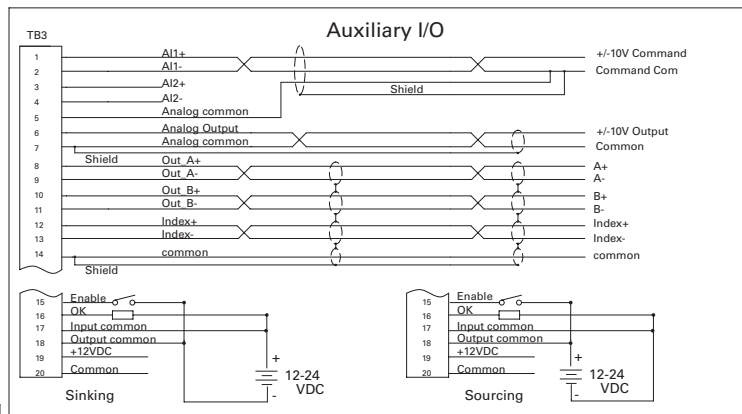 Auxiliary I/O
TB3
1 AI1+ +/-10V Command
2 AI1- Command Com
3 AI2+
4 AI2- Shield
5 Analog common
6 Analog Output +/-10V Output
7 Analog common Common
Shield
8 Out_A+ A+
9 Out_A- A-
10 Out_B+ B+
11 Out_B- B-
12 Index+ Index+
13 Index- Index-
14 common common
Shield
15 Enable
16 OK
17 Input common
18 Output common
19 +12VDC
20 Common
+
12-24
VDC
-
Sinking
15 Enable
16 OK
17 Input common
18 Output common
19 +12VDC
20 Common
+
12-24
VDC
-
Sourcing